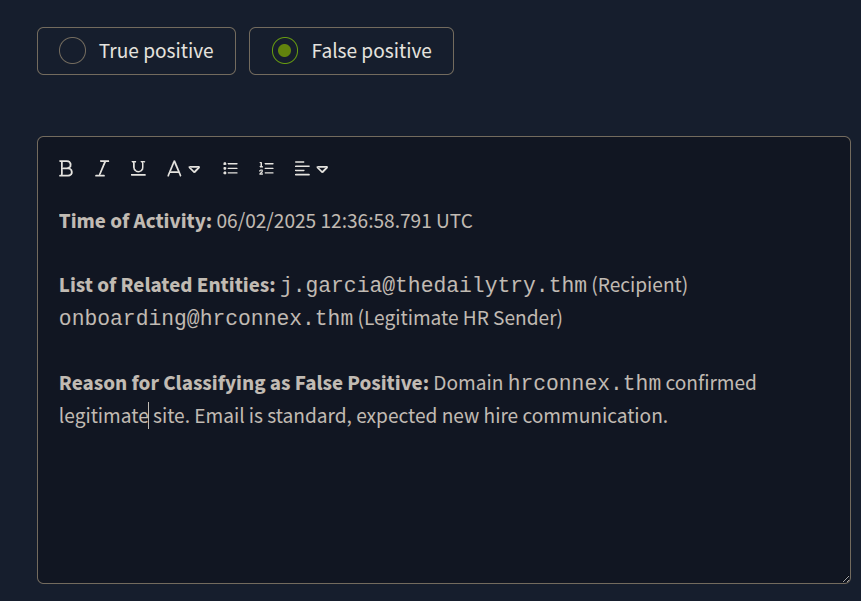 True positive False positive
B I U A
Time of Activity: 06/02/2025 12:36:58.791 UTC
List of Related Entities: j.garcia@thedailytry.thm (Recipient)
onboarding@hrconnex.thm (Legitimate HR Sender)
Reason for Classifying as False Positive: Domain hrconnex.thm confirmed
legitimate site. Email is standard, expected new hire communication.